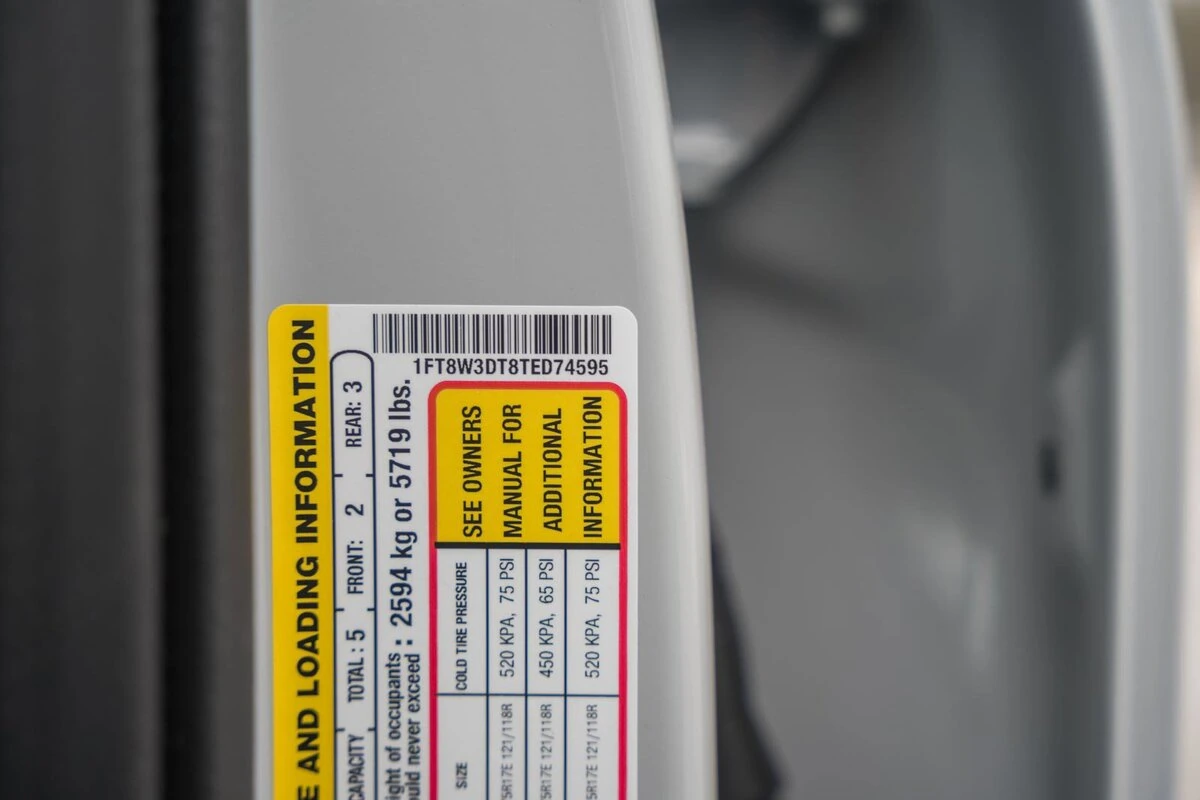 1FT8W3DT8TED74595
AND LOADING INFORMATION
CAPACITY TOTAL : 5 FRONT: 2 REAR: 3
of occupants
never exceed : 2594 kg or 5719 lbs.
SIZE COLD TIRE PRESSURE SEE OWNERS
5R17E 121/118R 520 KPA, 75 PSI MANUAL FOR
5R17E 121/118R 450 KPA, 65 PSI ADDITIONAL
5R17E 121/118R 520 KPA, 75 PSI INFORMATION